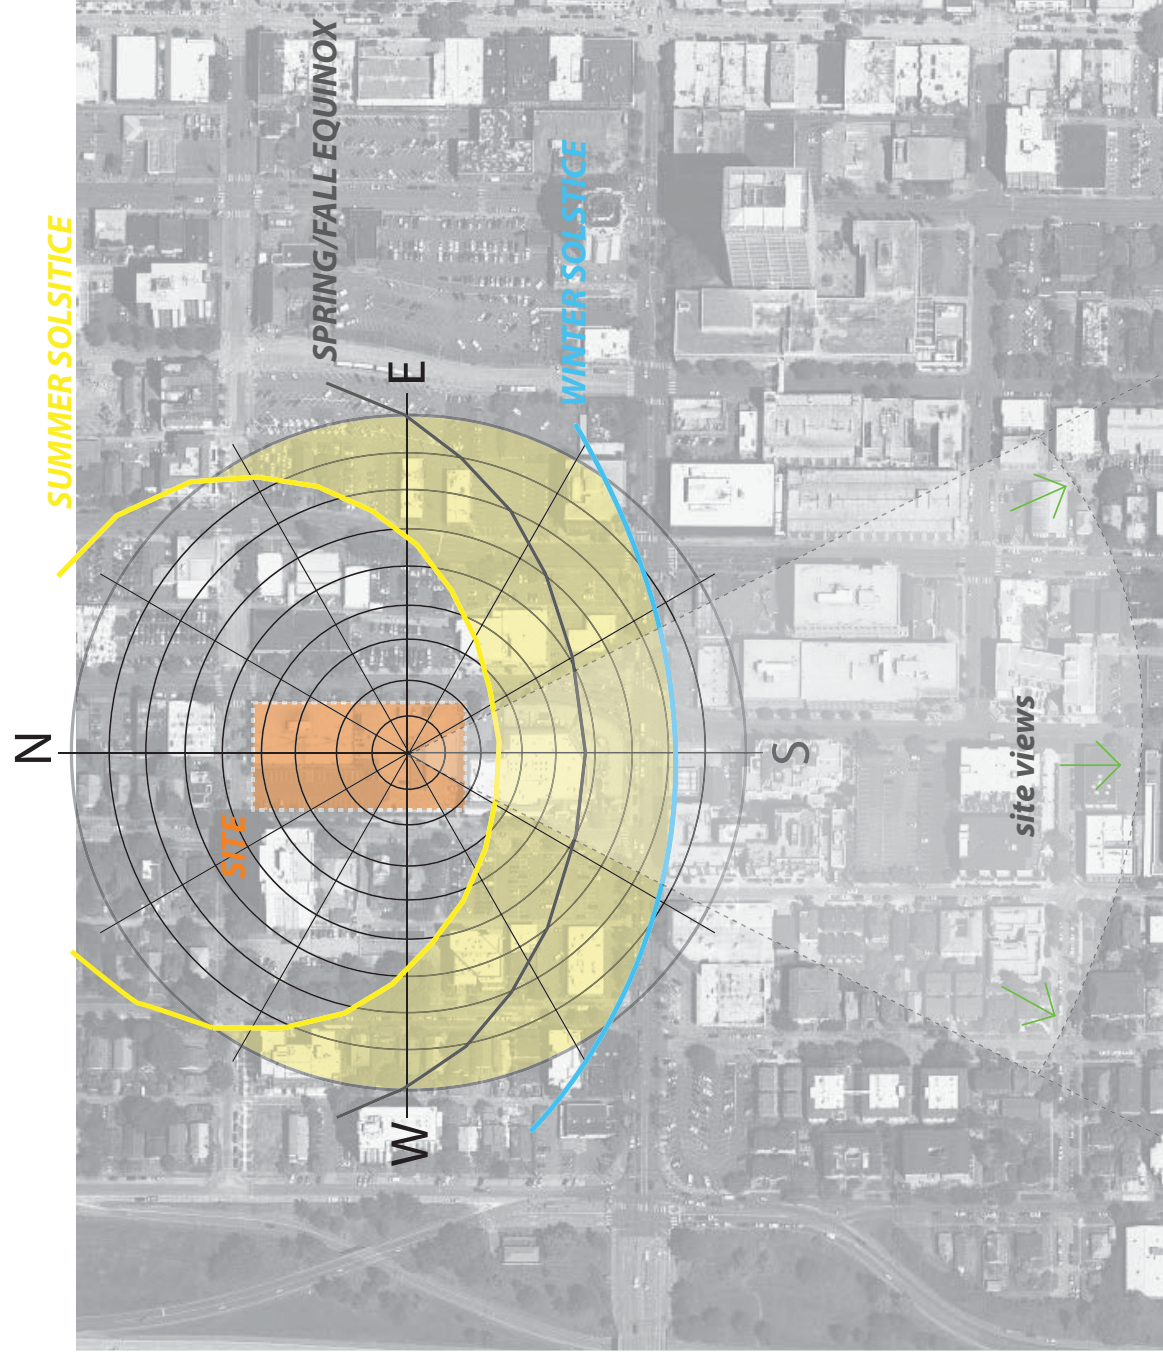 SUMMER SOLSITICE
SPRING/FALL EQUINOX
WINTER SOLSTICE
N
E
S
W
SITE
site views